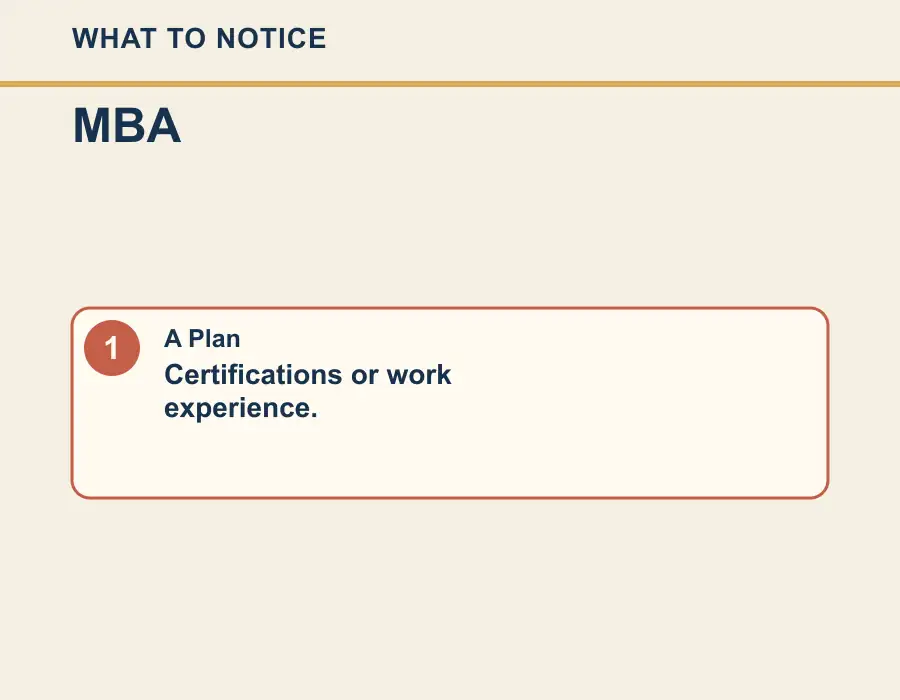 WHAT TO NOTICE
MBA
1
A Plan
Certifications or work
experience.